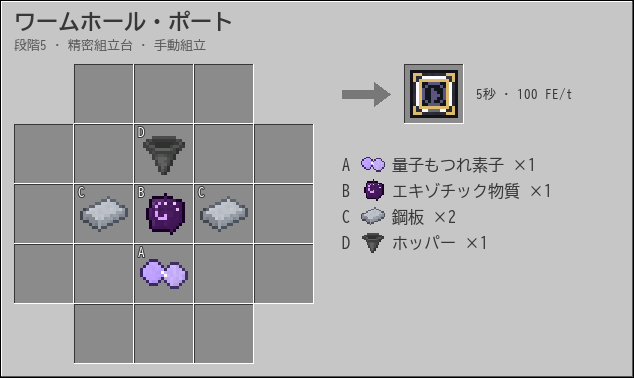 ワームホール・ポート
段階5 · 精密組立台 · 手動組立
5秒 · 100 FE/t
D
C
B
C
A
A 量子もつれ素子 ×1
B エキゾチック物質 ×1
C 鋼板 ×2
D ホッパー ×1